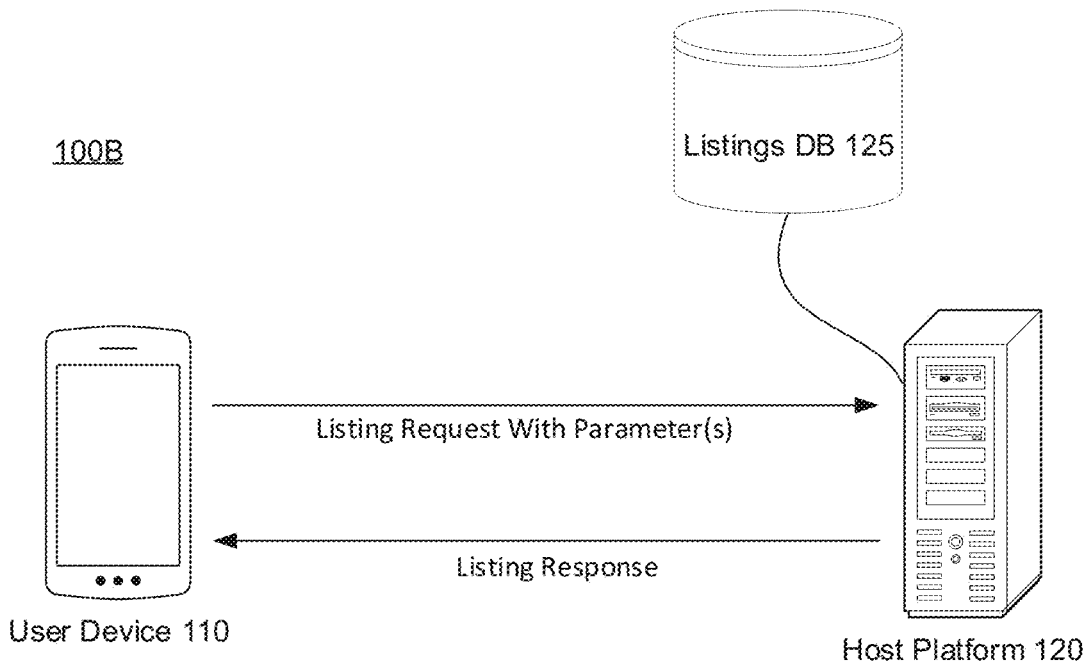 100B
Listings DB 125
Listing Request With Parameter(s)
Listing Response
User Device 110
Host Platform 120